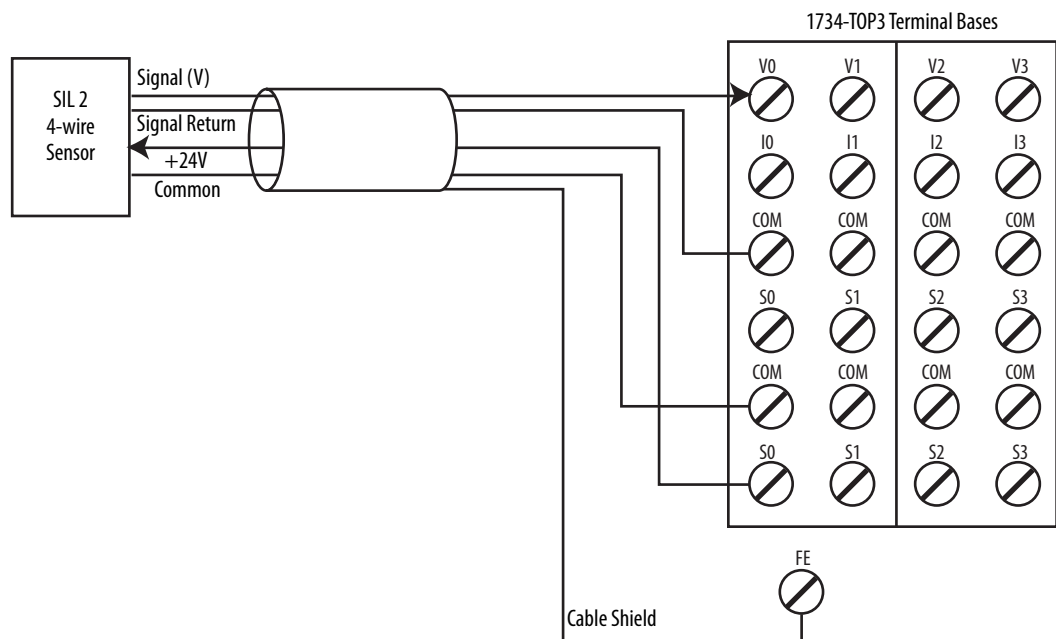 1734-TOP3 Terminal Bases
SIL 2
4-wire
Sensor
Signal (V)
Signal Return
+24V
Common
V0 V1 V2 V3
I0 I1 I2 I3
COM COM COM COM
S0 S1 S2 S3
COM COM COM COM
S0 S1 S2 S3
FE
Cable Shield